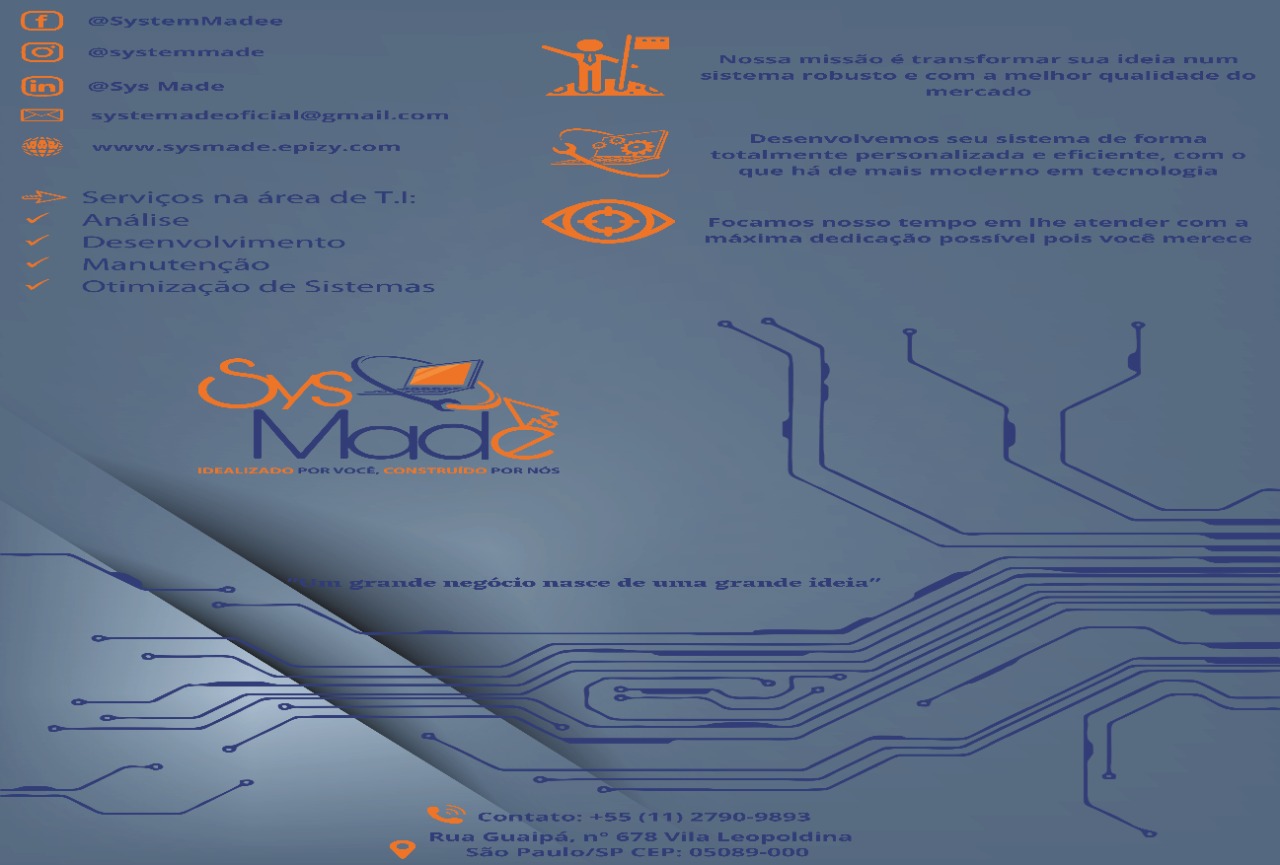 @SystemMadee
@systemmade
@Sys Made
systemadeoficial@gmail.com
www.sysmade.epizy.com
Serviços na área de T.I:
Análise
Desenvolvimento
Manutenção
Otimização de Sistemas
Nossa missão é transformar sua ideia num
sistema robusto e com a melhor qualidade do
mercado
Desenvolvemos seu sistema de forma
totalmente personalizada e eficiente, com o
que há de mais moderno em tecnologia
Focamos nosso tempo em lhe atender com a
máxima dedicação possível pois você merece
Sys
Made
IDEALIZADO POR VOCÊ, CONSTRUÍDO POR NÓS
"Um grande negócio nasce de uma grande ideia"
Contato: +55 (11) 2790-9893
Rua Guaipá, nº 678 Vila Leopoldina
São Paulo/SP CEP: 05089-000